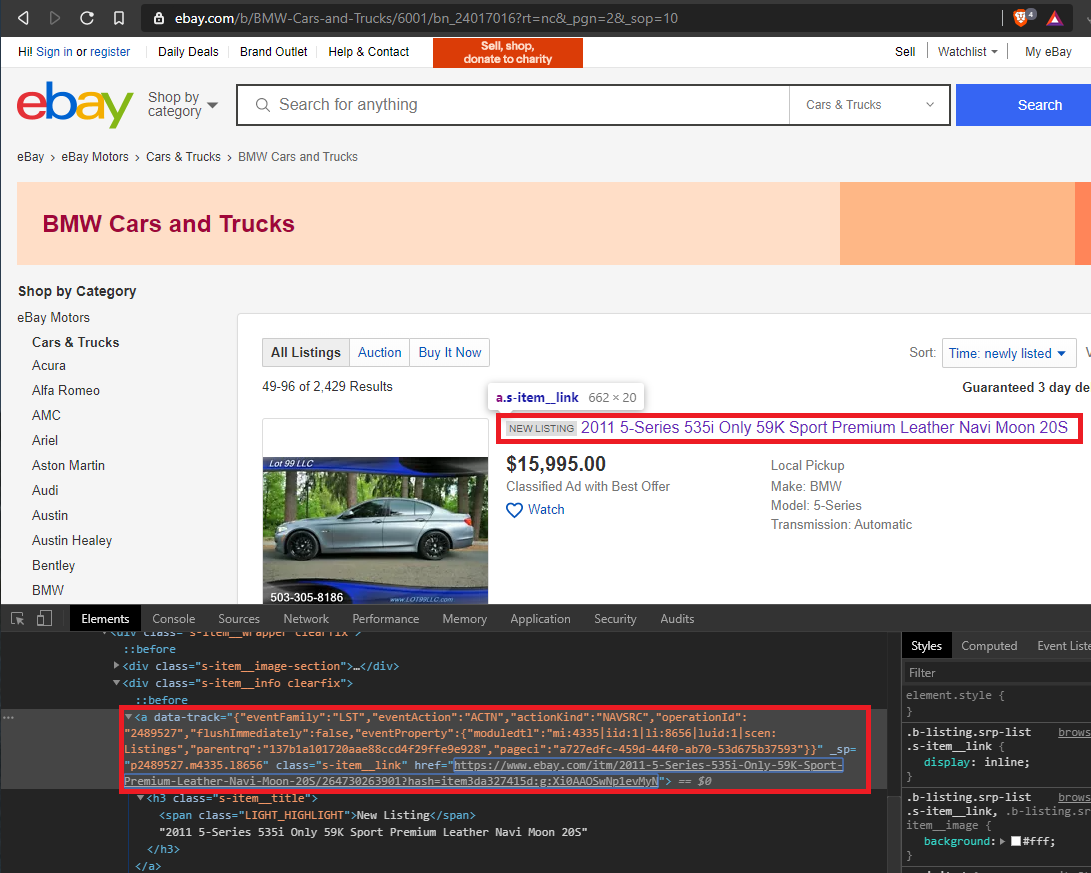 ebay.com/b/BMW-Cars-and-Trucks/6001/bn_24017016?rt=nc&_pgn=2&_sop=10
4
Hi! Sign in or register
Daily Deals
Brand Outlet
Help & Contact
Sell, shop,
donate to charity
Sell
Watchlist
My eBay
ebay
Shop by
category
Search for anything
Cars & Trucks
Search
eBay > eBay Motors > Cars & Trucks > BMW Cars and Trucks
BMW Cars and Trucks
Shop by Category
eBay Motors
Cars & Trucks
Acura
Alfa Romeo
AMC
Ariel
Aston Martin
Audi
Austin
Austin Healey
Bentley
BMW
All Listings
Auction
Buy It Now
Sort:
Time: newly listed
49-96 of 2,429 Results
Guaranteed 3 day de
a.s-item__link 662 × 20
NEW LISTING 2011 5-Series 535i Only 59K Sport Premium Leather Navi Moon 20S
$15,995.00
Classified Ad with Best Offer
Watch
Local Pickup
Make: BMW
Model: 5-Series
Transmission: Automatic
Lot 99 LLC
503-305-8186
www.LOT99LLC.com
Elements
Console
Sources
Network
Performance
Memory
Application
Security
Audits
<div class="s-item__wrapper clearfix">
::before
<div class="s-item__image-section">…</div>
<div class="s-item__info clearfix">
::before
<a data-track="{"eventFamily":"LST","eventAction":"ACTN","actionKind":"NAVSRC","operationId":
"2489527","flushImmediately":false,"eventProperty":{"moduledtl":"mi:4335|iid:1|li:8656|luid:1|scen:
Listings","parentrq":"137b1a101720aae88ccd4f29ffe9e928","pageci":"a727edfc-459d-44f0-ab70-53d675b37593"}}" _sp=
"p2489527.m4335.l8656" class="s-item__link" href="https://www.ebay.com/itm/2011-5-Series-535i-Only-59K-Sport-
Premium-Leather-Navi-Moon-20S/264730263901?hash=item3da327415d:g:Xi0AAOSwNp1evMyN"> == $0
<h3 class="s-item__title">
<span class="LIGHT_HIGHLIGHT">New Listing</span>
"2011 5-Series 535i Only 59K Sport Premium Leather Navi Moon 20S"
</h3>
</a>
Styles
Computed
Event Liste
Filter
element.style {
}
.b-listing.srp-list brows
.s-item__link {
display: inline;
}
.b-listing.srp-list brows
.s-item__link, .b-listing.sr
item__image {
background: #fff;
}